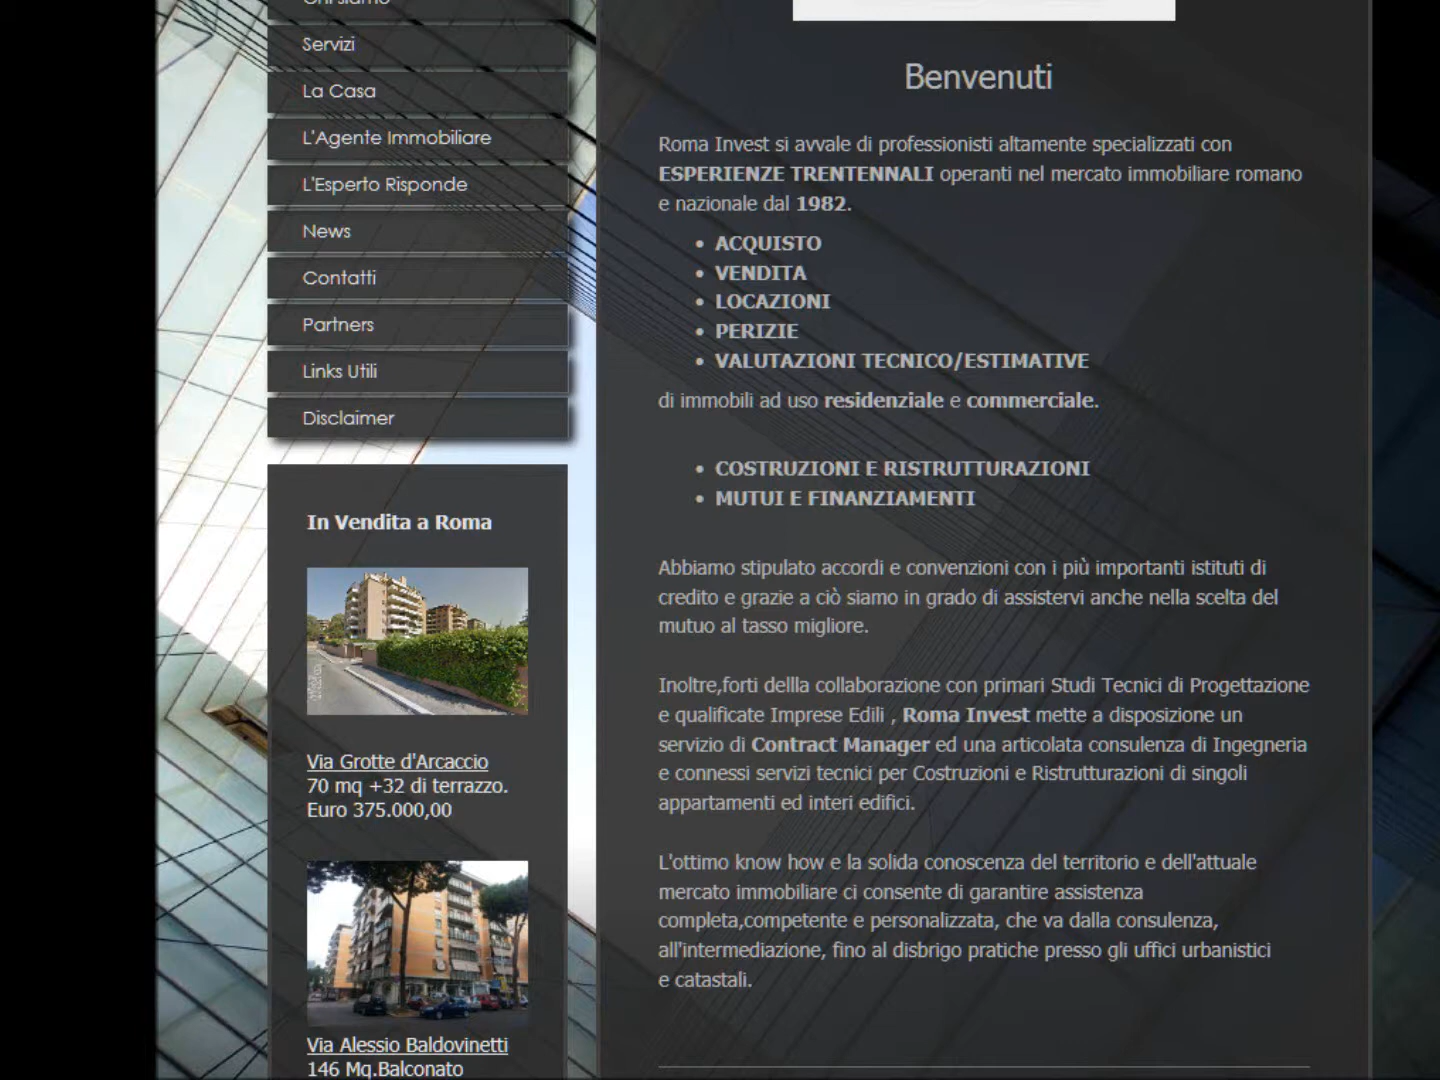 Chi siamo
Servizi
La Casa
L'Agente Immobiliare
L'Esperto Risponde
News
Contatti
Partners
Links Utili
Disclaimer
In Vendita a Roma
Via Grotte d'Arcaccio
70 mq +32 di terrazzo.
Euro 375.000,00
Via Alessio Baldovinetti
146 Mq.Balconato
Benvenuti
Roma Invest si avvale di professionisti altamente specializzati con
ESPERIENZE TRENTENNALI operanti nel mercato immobiliare romano
e nazionale dal 1982.
• ACQUISTO
• VENDITA
• LOCAZIONI
• PERIZIE
• VALUTAZIONI TECNICO/ESTIMATIVE
di immobili ad uso residenziale e commerciale.
• COSTRUZIONI E RISTRUTTURAZIONI
• MUTUI E FINANZIAMENTI
Abbiamo stipulato accordi e convenzioni con i più importanti istituti di
credito e grazie a ciò siamo in grado di assistervi anche nella scelta del
mutuo al tasso migliore.
Inoltre,forti dellla collaborazione con primari Studi Tecnici di Progettazione
e qualificate Imprese Edili , Roma Invest mette a disposizione un
servizio di Contract Manager ed una articolata consulenza di Ingegneria
e connessi servizi tecnici per Costruzioni e Ristrutturazioni di singoli
appartamenti ed interi edifici.
L'ottimo know how e la solida conoscenza del territorio e dell'attuale
mercato immobiliare ci consente di garantire assistenza
completa,competente e personalizzata, che va dalla consulenza,
all'intermediazione, fino al disbrigo pratiche presso gli uffici urbanistici
e catastali.